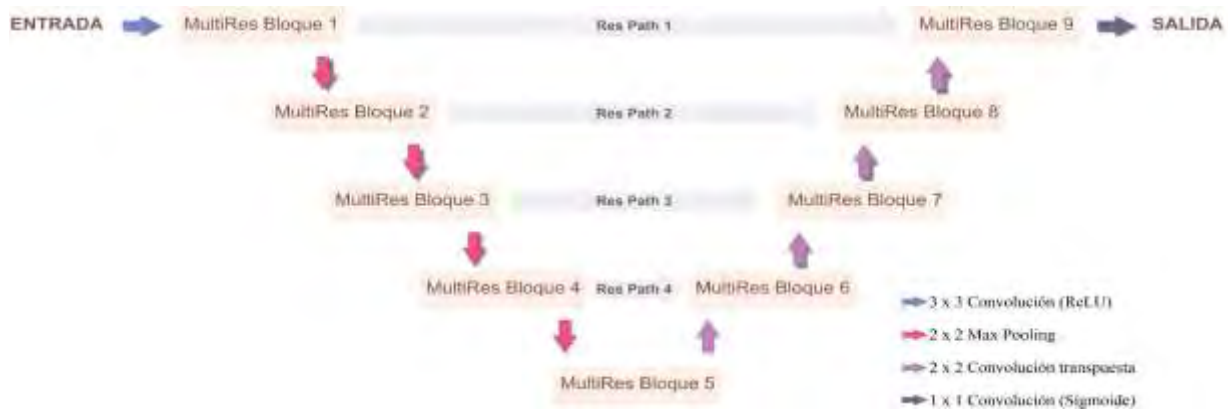 ENTRADA MultiRes Bloque 1 Res Path 1 MultiRes Bloque 9 SALIDA
MultiRes Bloque 2 Res Path 2 MultiRes Bloque 8
MultiRes Bloque 3 Res Path 3 MultiRes Bloque 7
MultiRes Bloque 4 Res Path 4 MultiRes Bloque 6
MultiRes Bloque 5
3 x 3 Convolución (ReLU)
2 x 2 Max Pooling
2 x 2 Convolución transpuesta
1 x 1 Convolución (Sigmoide)